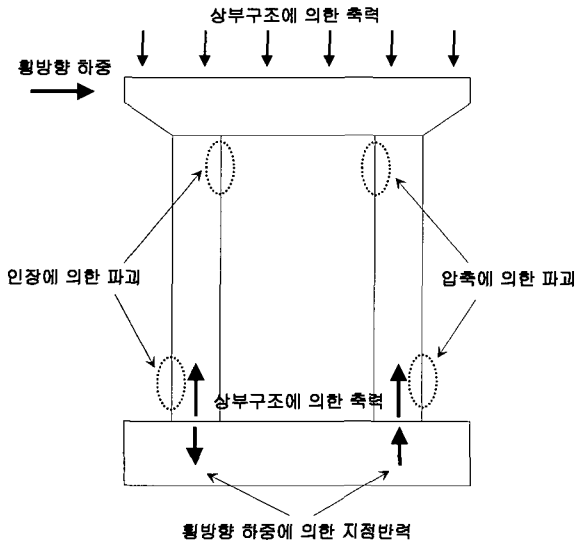 상부구조에 의한 축력
횡방향 하중
인장에 의한 파괴
압축에 의한 파괴
상부구조에 의한 축력
횡방향 하중에 의한 지점반력